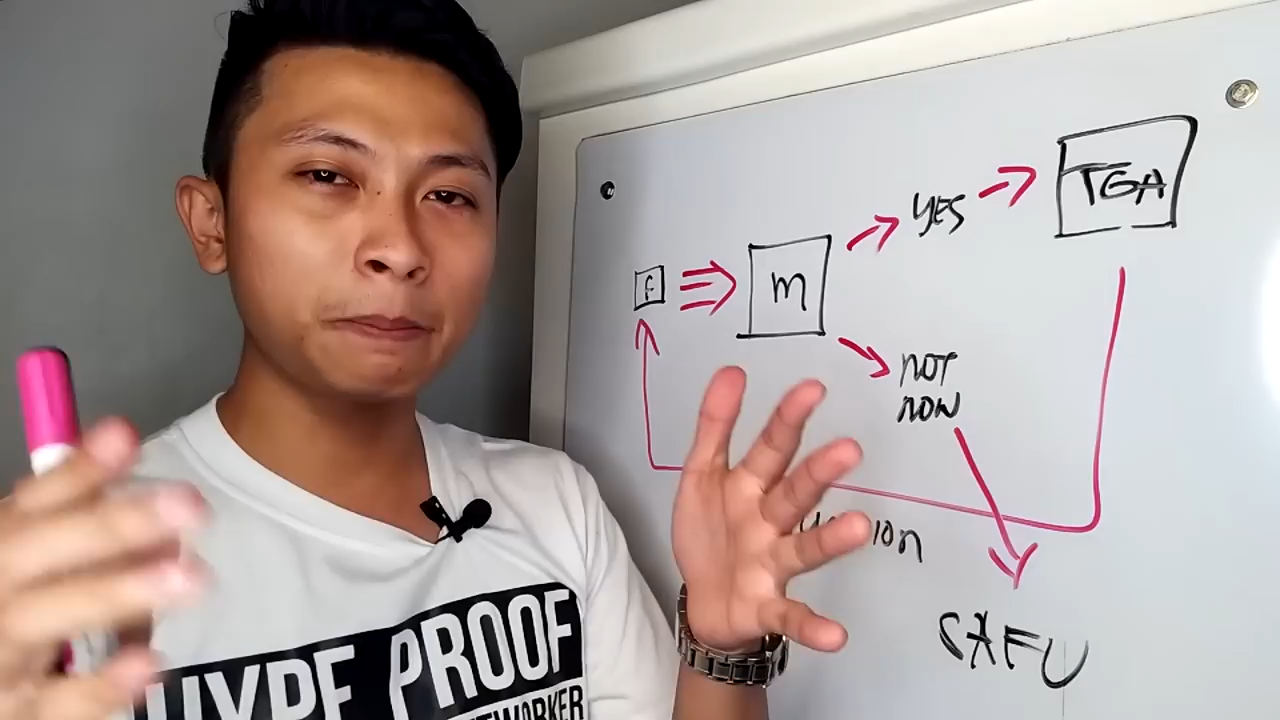 TGA
YES
F
m
NOT
NOW
SAFU
HYPE PROOF